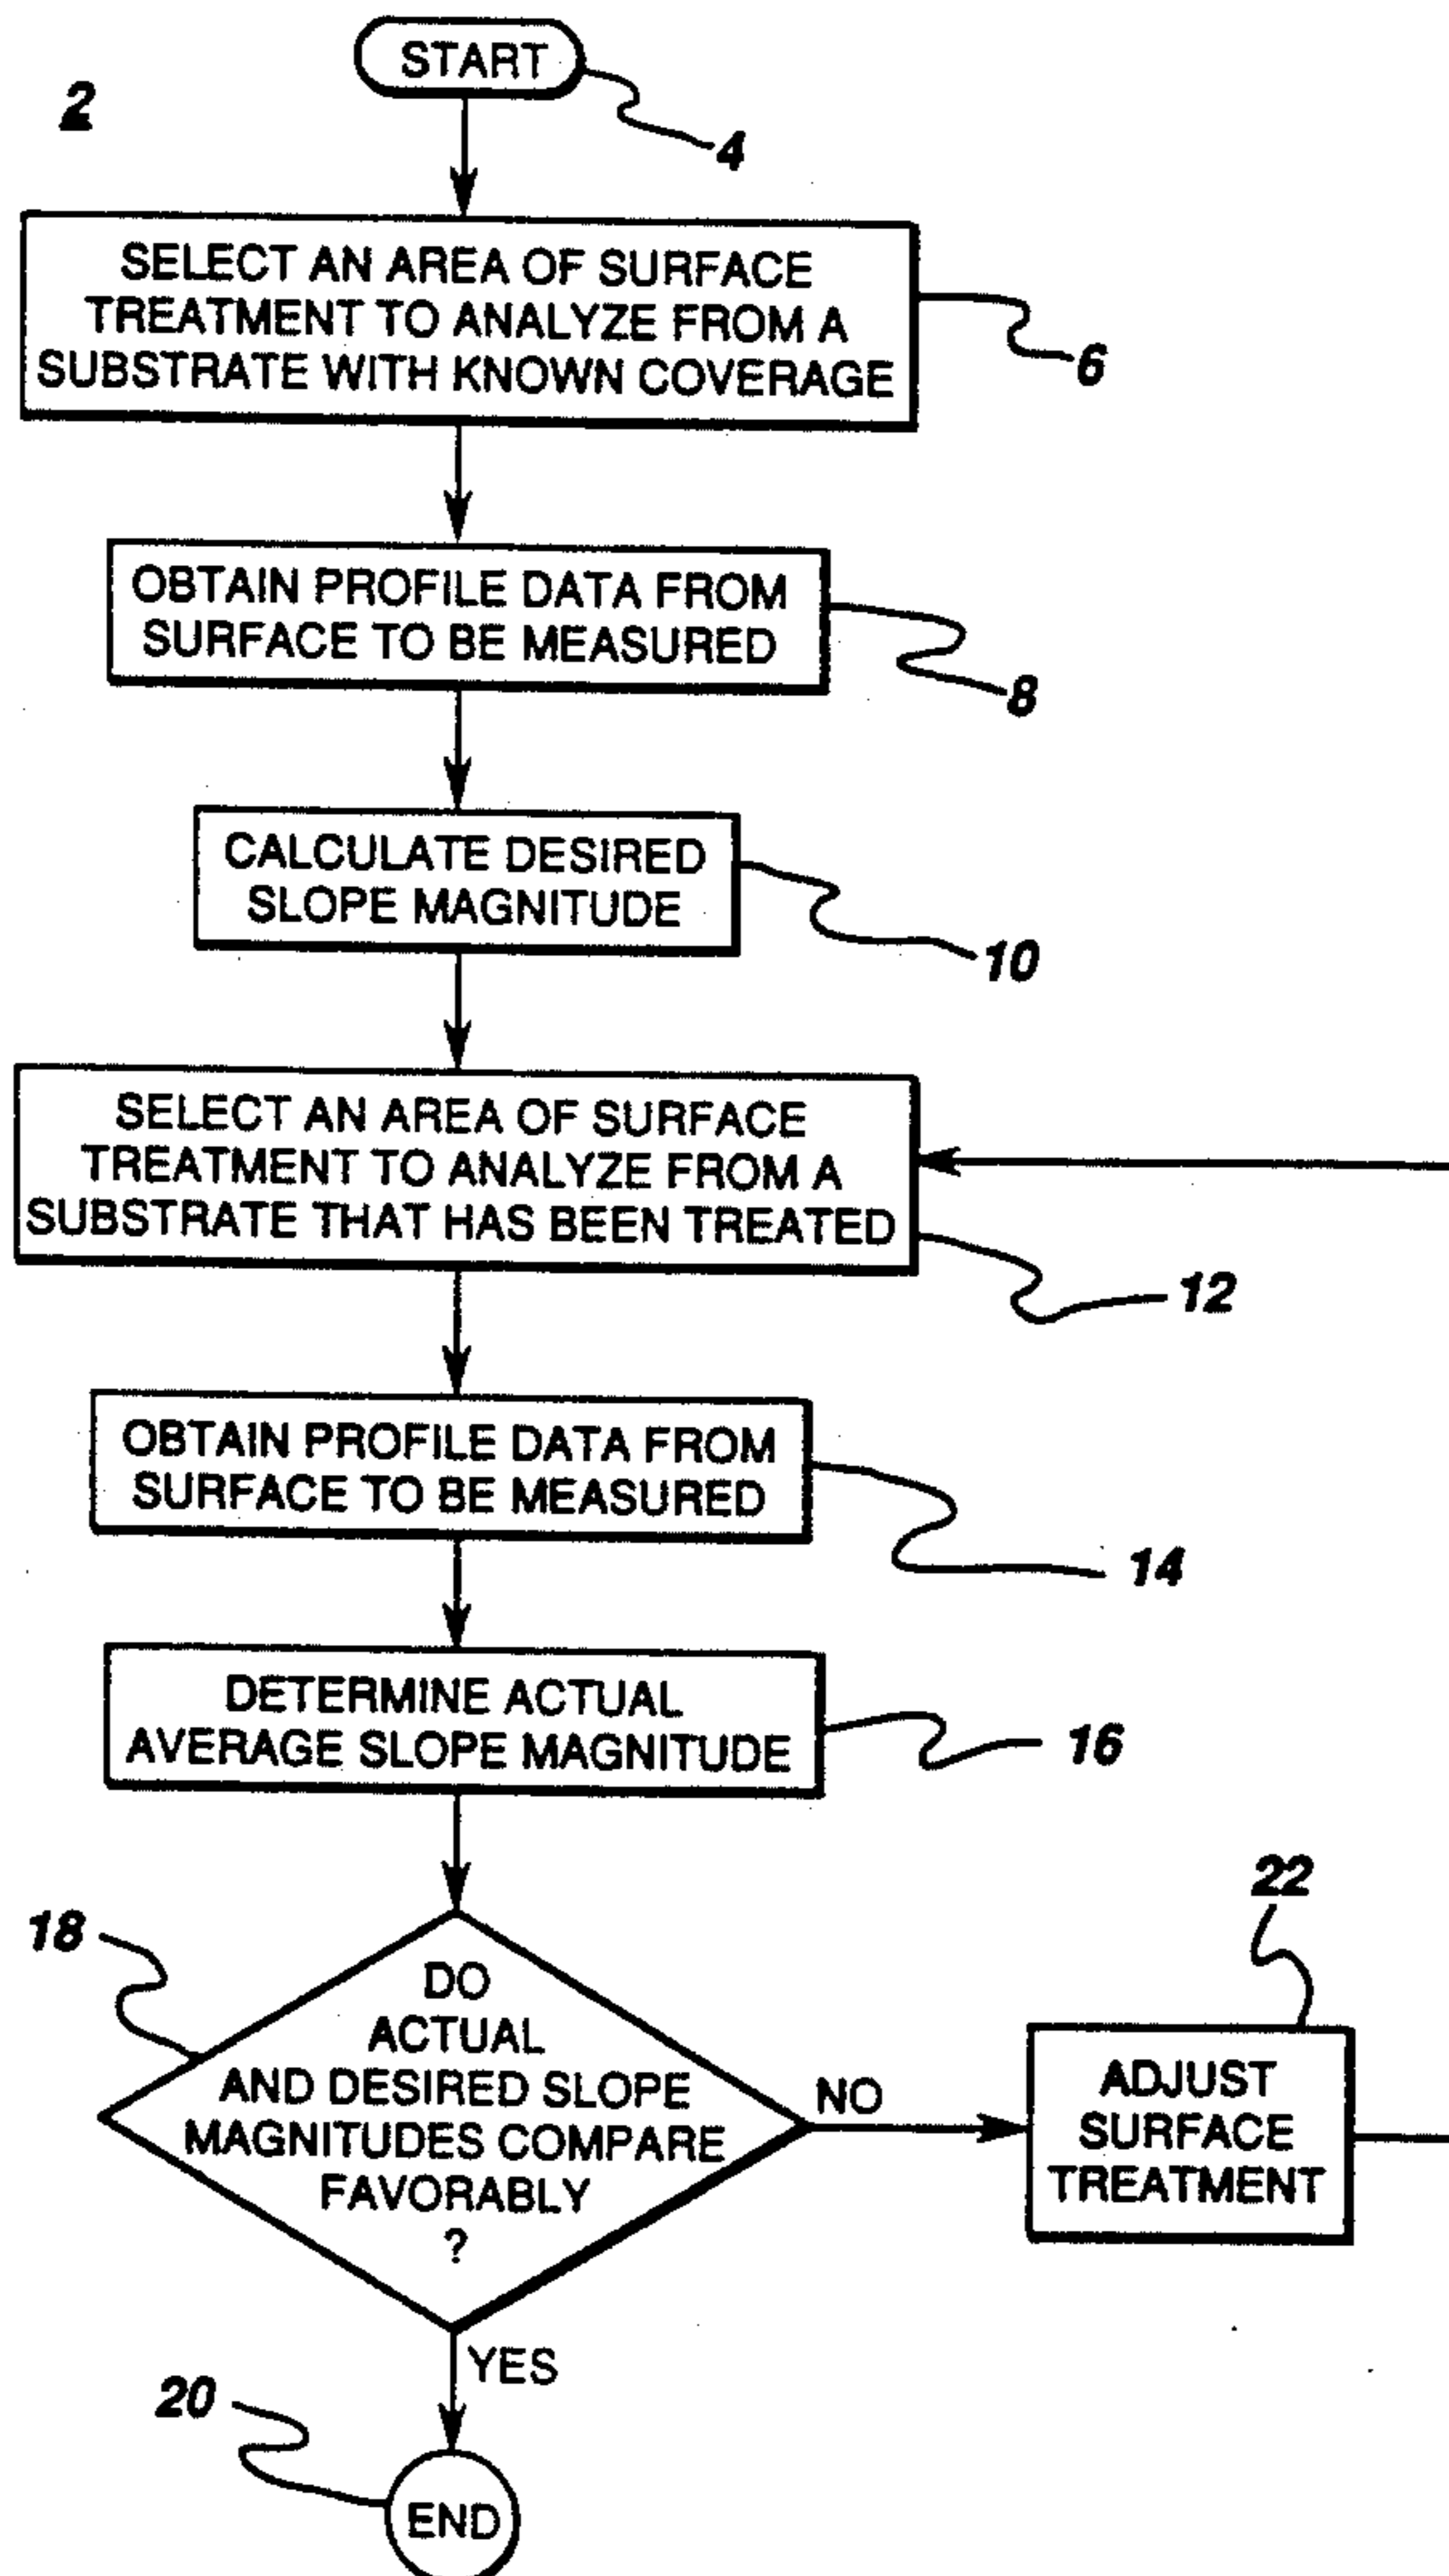 START
2
4
SELECT AN AREA OF SURFACE
TREATMENT TO ANALYZE FROM A
SUBSTRATE WITH KNOWN COVERAGE
6
OBTAIN PROFILE DATA FROM
SURFACE TO BE MEASURED
8
CALCULATE DESIRED
SLOPE MAGNITUDE
10
SELECT AN AREA OF SURFACE
TREATMENT TO ANALYZE FROM A
SUBSTRATE THAT HAS BEEN TREATED
12
OBTAIN PROFILE DATA FROM
SURFACE TO BE MEASURED
14
DETERMINE ACTUAL
AVERAGE SLOPE MAGNITUDE
16
18
DO
ACTUAL
AND DESIRED SLOPE
MAGNITUDES COMPARE
FAVORABLY
?
NO
22
ADJUST
SURFACE
TREATMENT
YES
20
END